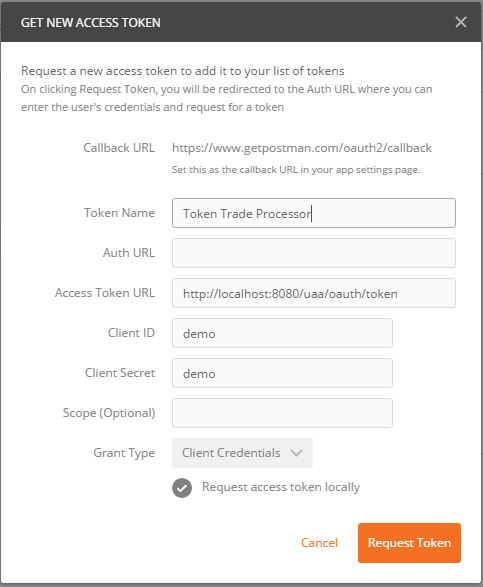 GET NEW ACCESS TOKEN
Request a new access token to add it to your list of tokens
On clicking Request Token, you will be redirected to the Auth URL where you can
enter the user's credentials and request for a token
Callback URL https://www.getpostman.com/oauth2/callback
Set this as the callback URL in your app settings page.
Token Name Token Trade Processor
Auth URL
Access Token URL http://localhost:8080/uaa/oauth/token
Client ID demo
Client Secret demo
Scope (Optional)
Grant Type Client Credentials
Request access token locally
Cancel Request Token